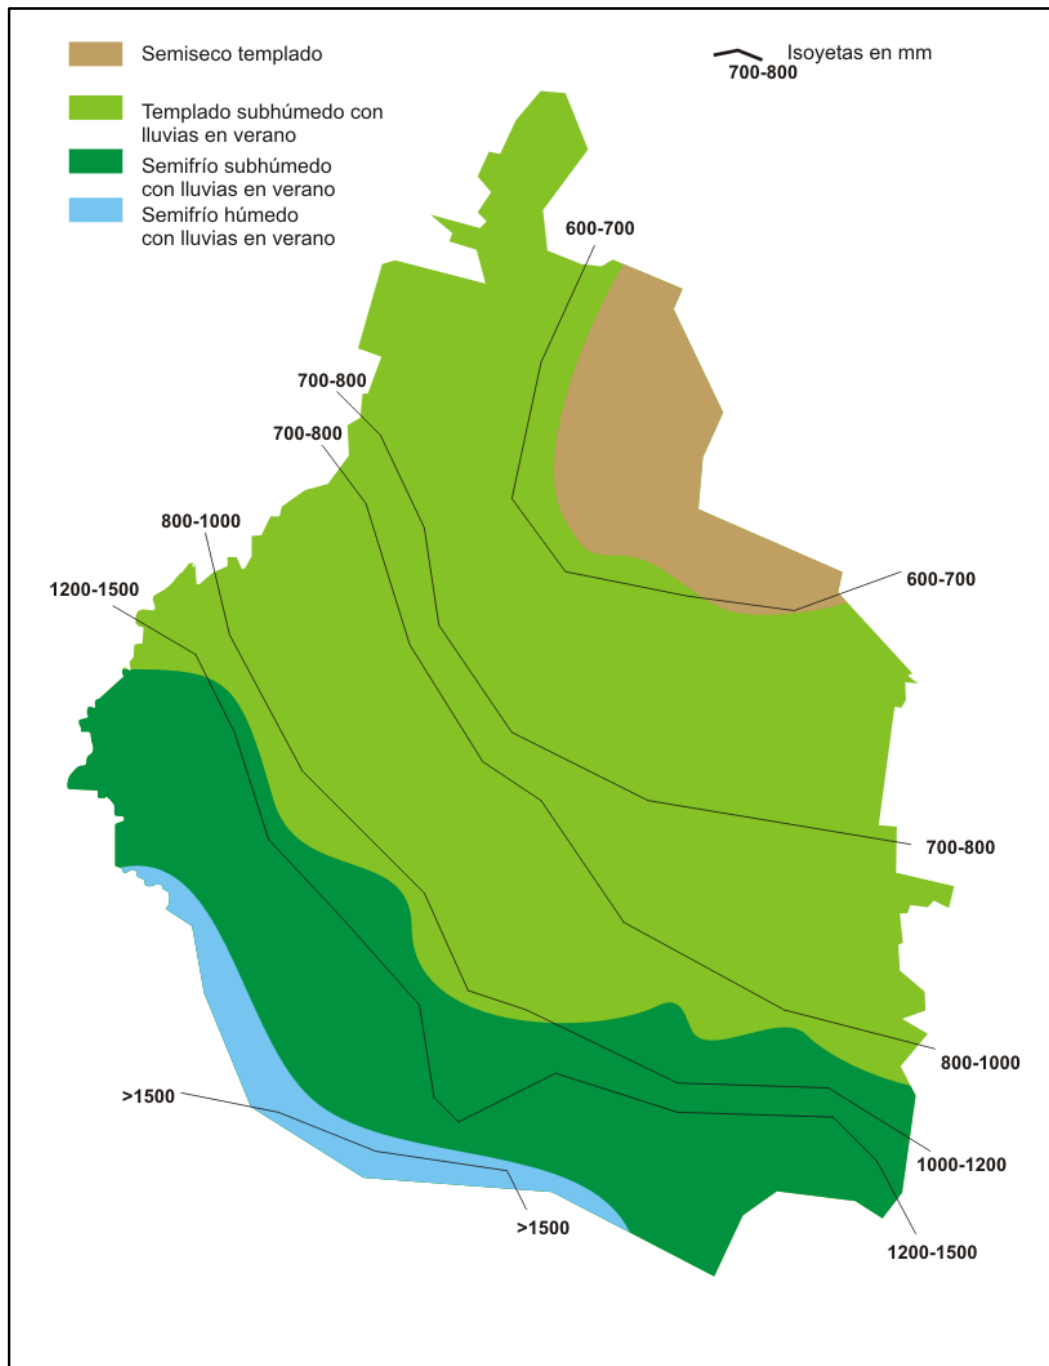 Semiseco templado
Isoyetas en mm
700-800
Templado subhúmedo con
lluvias en verano
Semifrío subhúmedo
con lluvias en verano
Semifrío húmedo
con lluvias en verano
600-700
700-800
700-800
800-1000
1200-1500
600-700
700-800
800-1000
>1500
1000-1200
>1500
1200-1500